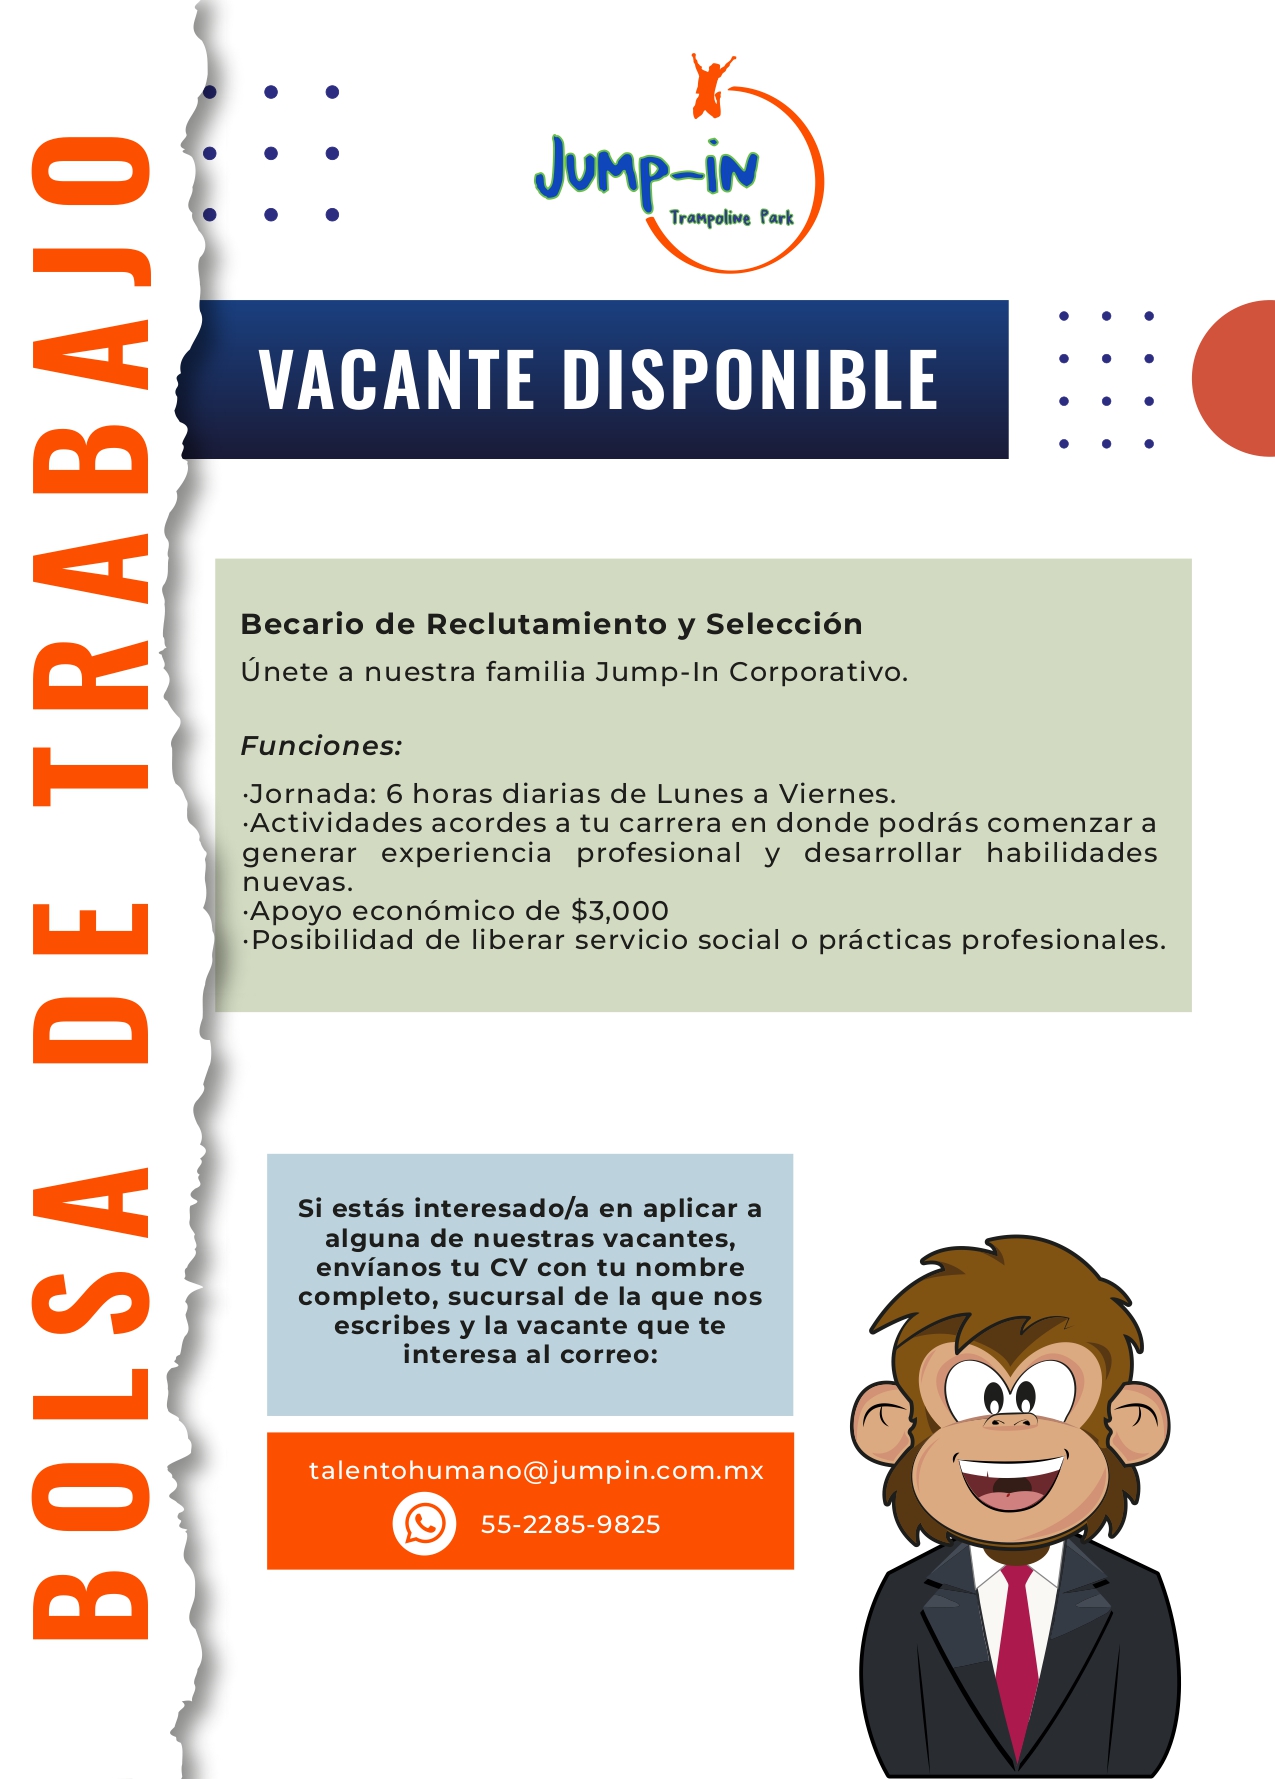 BOLSA DE TRABAJO
JUMP-iN
Trampoline Park
VACANTE DISPONIBLE
Becario de Reclutamiento y Selección
Únete a nuestra familia Jump-In Corporativo.
Funciones:
·Jornada: 6 horas diarias de Lunes a Viernes.
·Actividades acordes a tu carrera en donde podrás comenzar a
generar experiencia profesional y desarrollar habilidades
nuevas.
·Apoyo económico de $3,000
·Posibilidad de liberar servicio social o prácticas profesionales.
Si estás interesado/a en aplicar a
alguna de nuestras vacantes,
envíanos tu CV con tu nombre
completo, sucursal de la que nos
escribes y la vacante que te
interesa al correo:
talentohumano@jumpin.com.mx
55-2285-9825